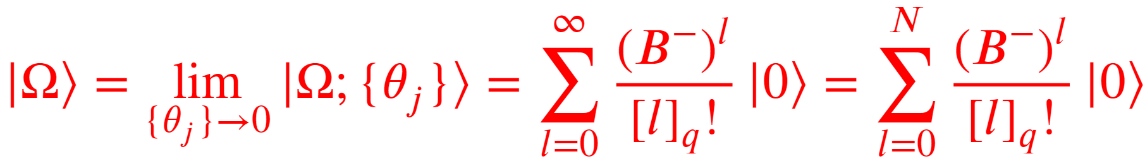 |Ω⟩ = lim_{{θ_j}→0} |Ω; {θ_j}⟩ = ∑_{l=0}^{∞} (B^−)^l / [l]_q! |0⟩ = ∑_{l=0}^{N} (B^−)^l / [l]_q! |0⟩